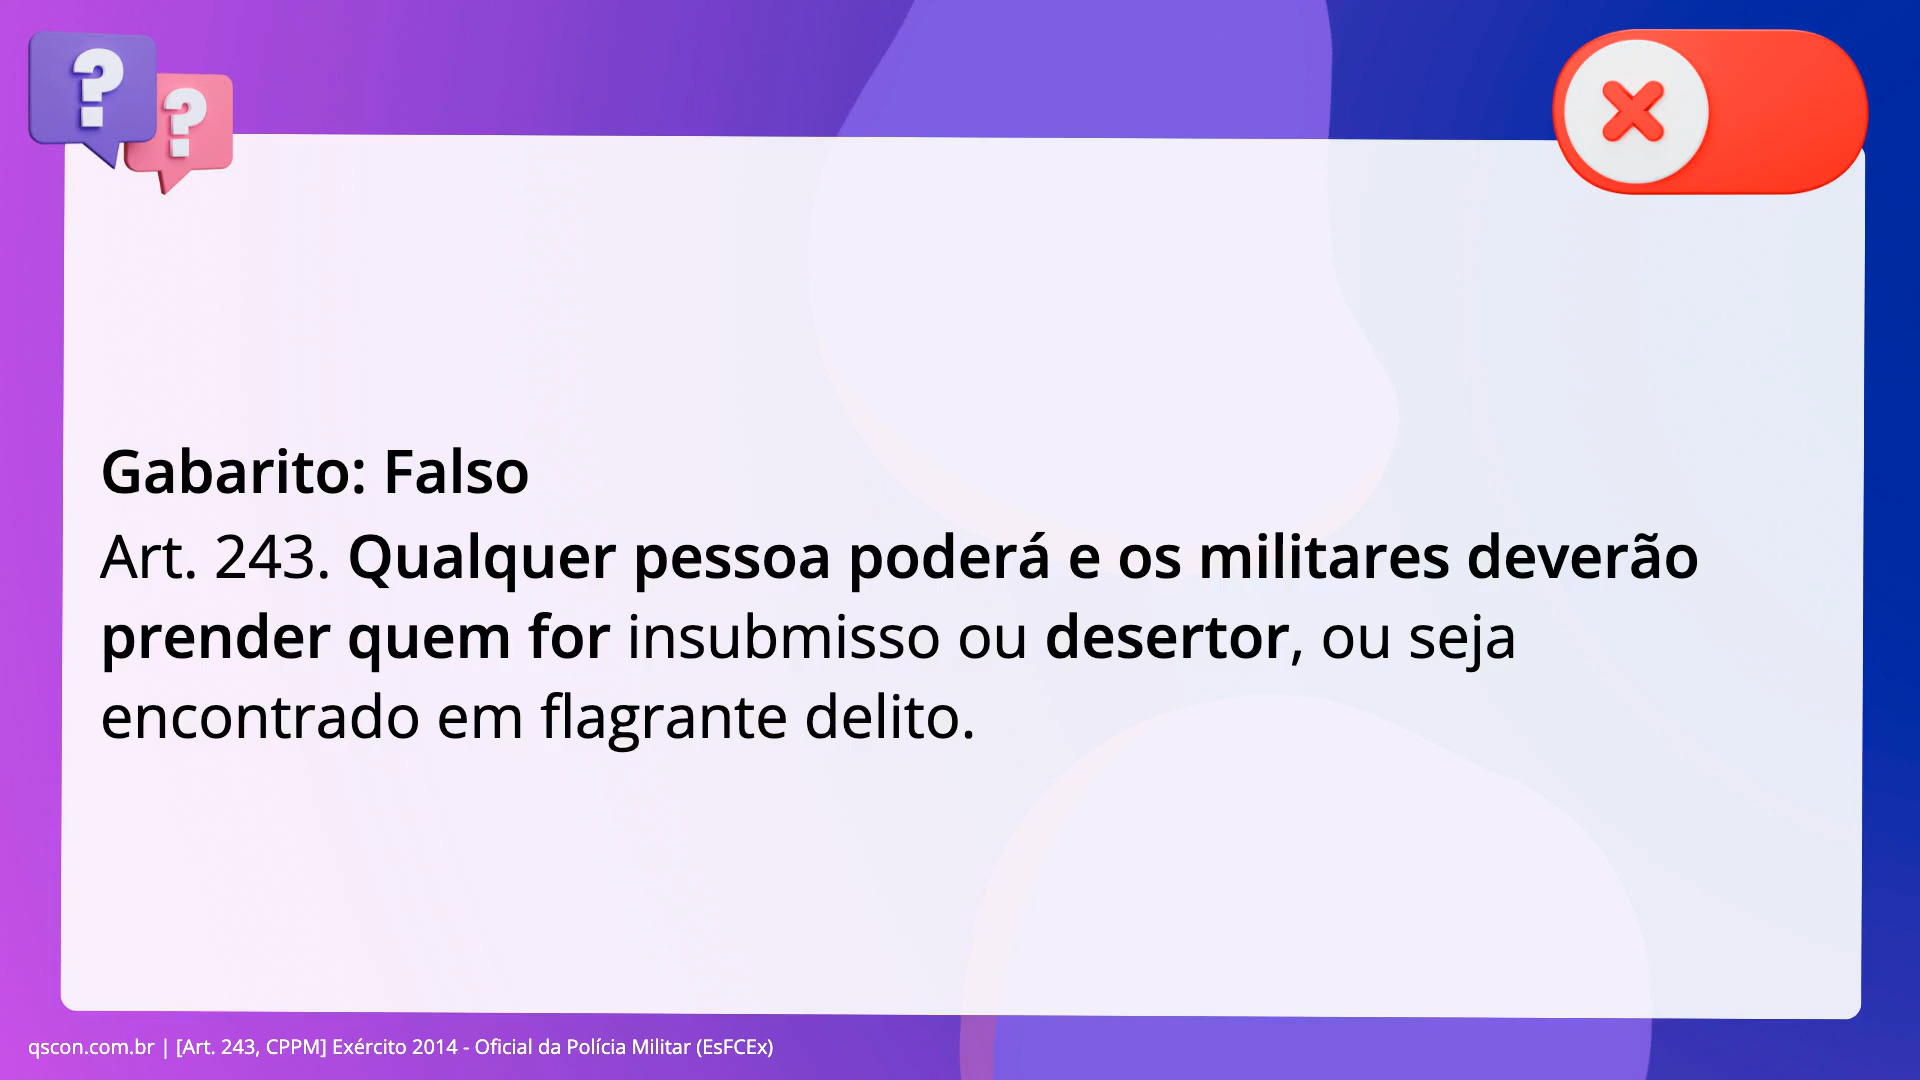 Gabarito: Falso
Art. 243. Qualquer pessoa poderá e os militares deverão
prender quem for insubmisso ou desertor, ou seja
encontrado em flagrante delito.
qscon.com.br | [Art. 243, CPPM] Exército 2014 - Oficial da Polícia Militar (EsFCEx)